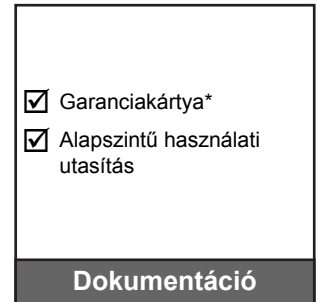 ☑ Garanciakártya*
☑ Alapszintű használati
utasítás
Dokumentáció